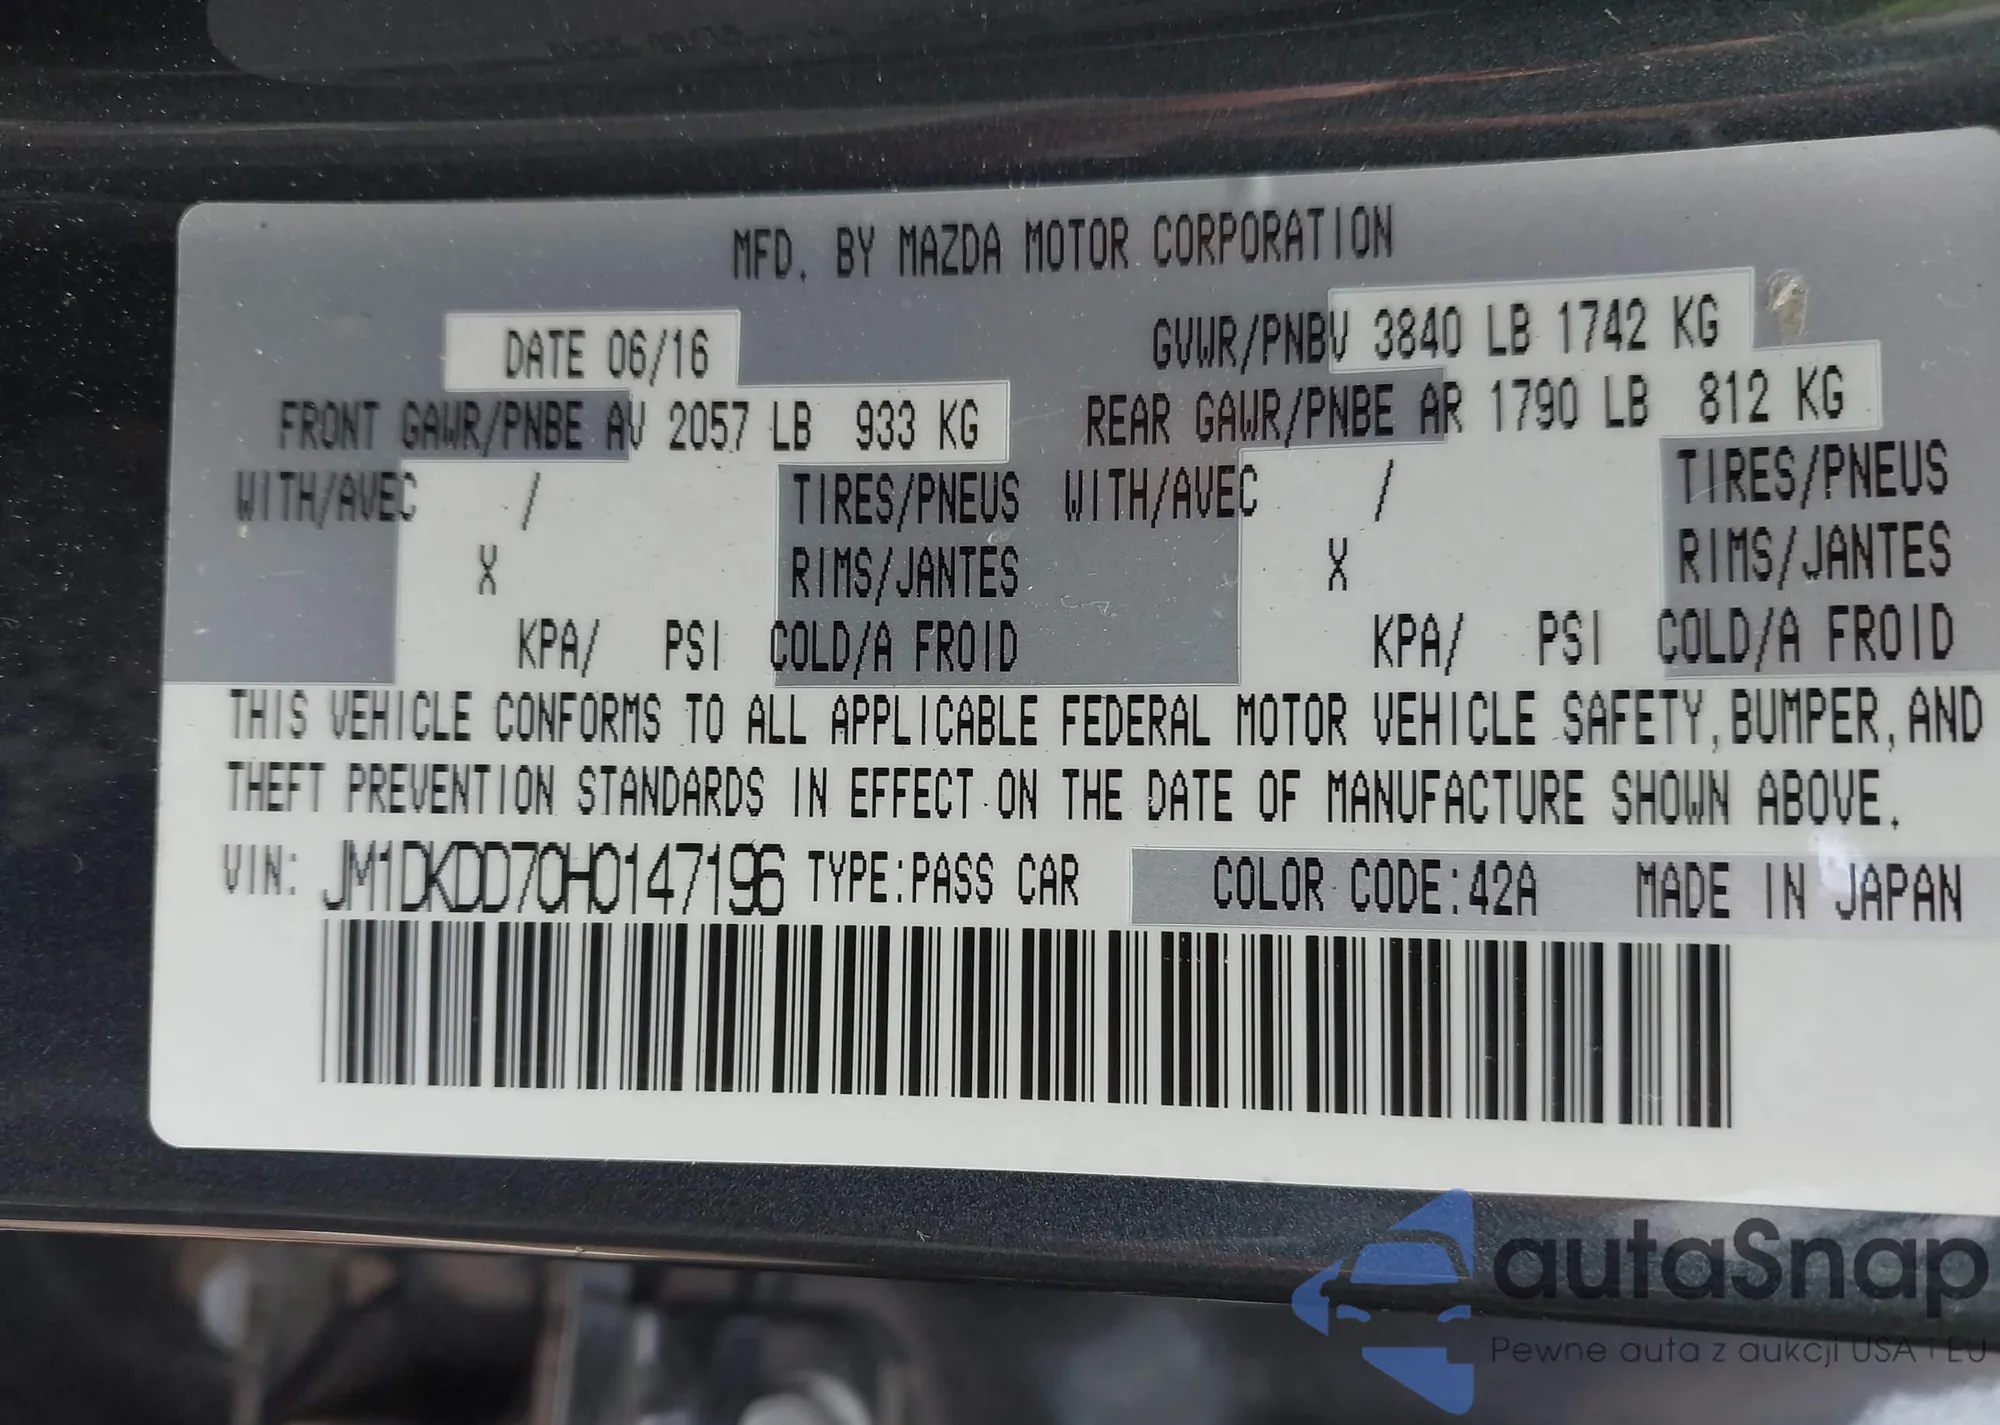 MFD. BY MAZDA MOTOR CORPORATION
DATE 06/16 GVWR/PNBV 3840 LB 1742 KG
FRONT GAWR/PNBE AV 2057 LB 933 KG REAR GAWR/PNBE AR 1790 LB 812 KG
WITH/AVEC / TIRES/PNEUS WITH/AVEC / TIRES/PNEUS
X RIMS/JANTES X RIMS/JANTES
KPA/ PSI COLD/A FROID KPA/ PSI COLD/A FROID
THIS VEHICLE CONFORMS TO ALL APPLICABLE FEDERAL MOTOR VEHICLE SAFETY, BUMPER, AND
THEFT PREVENTION STANDARDS IN EFFECT ON THE DATE OF MANUFACTURE SHOWN ABOVE.
VIN: JM1DKDD70H0147196 TYPE:PASS CAR COLOR CODE:42A MADE IN JAPAN
autaSnap
Pewne auta z aukcji USA i EU